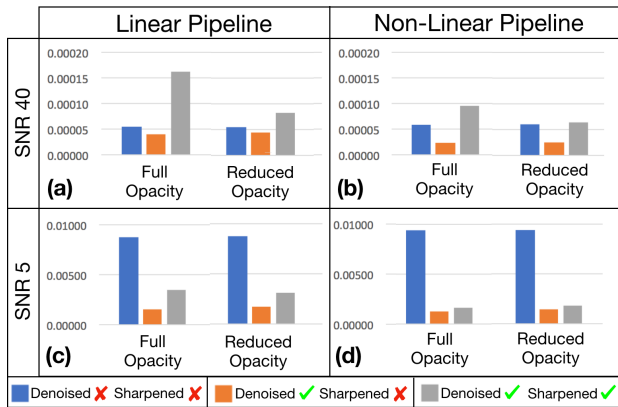 Linear Pipeline
Non-Linear Pipeline
SNR 40
0.00020
0.00015
0.00010
0.00005
0.00000
Full Opacity
Reduced Opacity
(a)
0.00020
0.00015
0.00010
0.00005
0.00000
Full Opacity
Reduced Opacity
(b)
SNR 5
0.01000
0.00500
0.00000
Full Opacity
Reduced Opacity
(c)
0.01000
0.00500
0.00000
Full Opacity
Reduced Opacity
(d)
Denoised ✘ Sharpened ✘
Denoised ✓ Sharpened ✘
Denoised ✓ Sharpened ✓